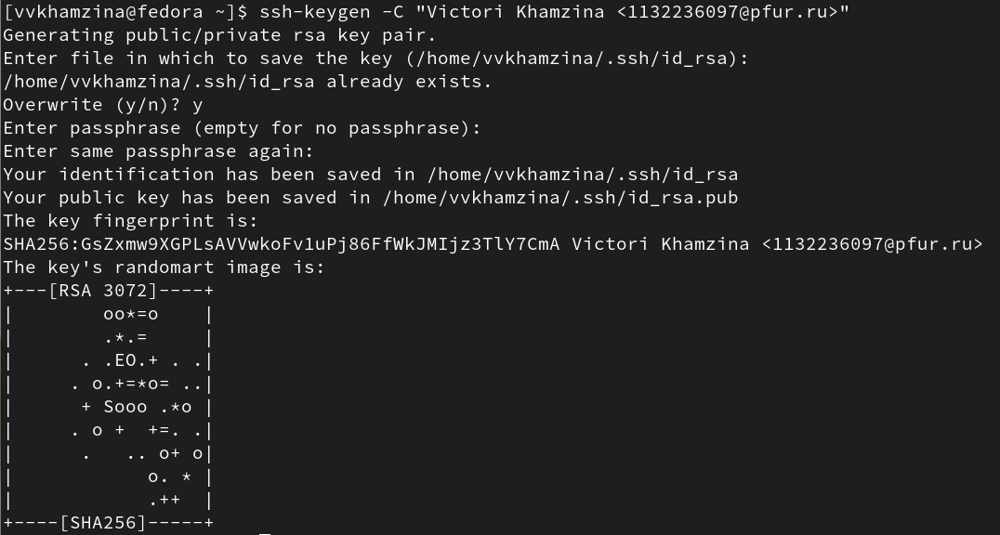 [vvkhamzina@fedora ~]$ ssh-keygen -C "Victori Khamzina <1132236097@pfur.ru>"
Generating public/private rsa key pair.
Enter file in which to save the key (/home/vvkhamzina/.ssh/id_rsa):
/home/vvkhamzina/.ssh/id_rsa already exists.
Overwrite (y/n)? y
Enter passphrase (empty for no passphrase):
Enter same passphrase again:
Your identification has been saved in /home/vvkhamzina/.ssh/id_rsa
Your public key has been saved in /home/vvkhamzina/.ssh/id_rsa.pub
The key fingerprint is:
SHA256:GsZxmw9XGPLsAVVwkoFv1uPj86FfWkJMIjz3TlY7CmA Victori Khamzina <1132236097@pfur.ru>
The key's randomart image is:
+---[RSA 3072]----+
|        oo*=o    |
|        .*.=     |
|      . .EO.+ . .|
|     . o.+=*o= ..|
|      + Sooo .*o |
|     . o +  +=. .|
|      .   .. o+ o|
|            o. * |
|            .++  |
+----[SHA256]-----+